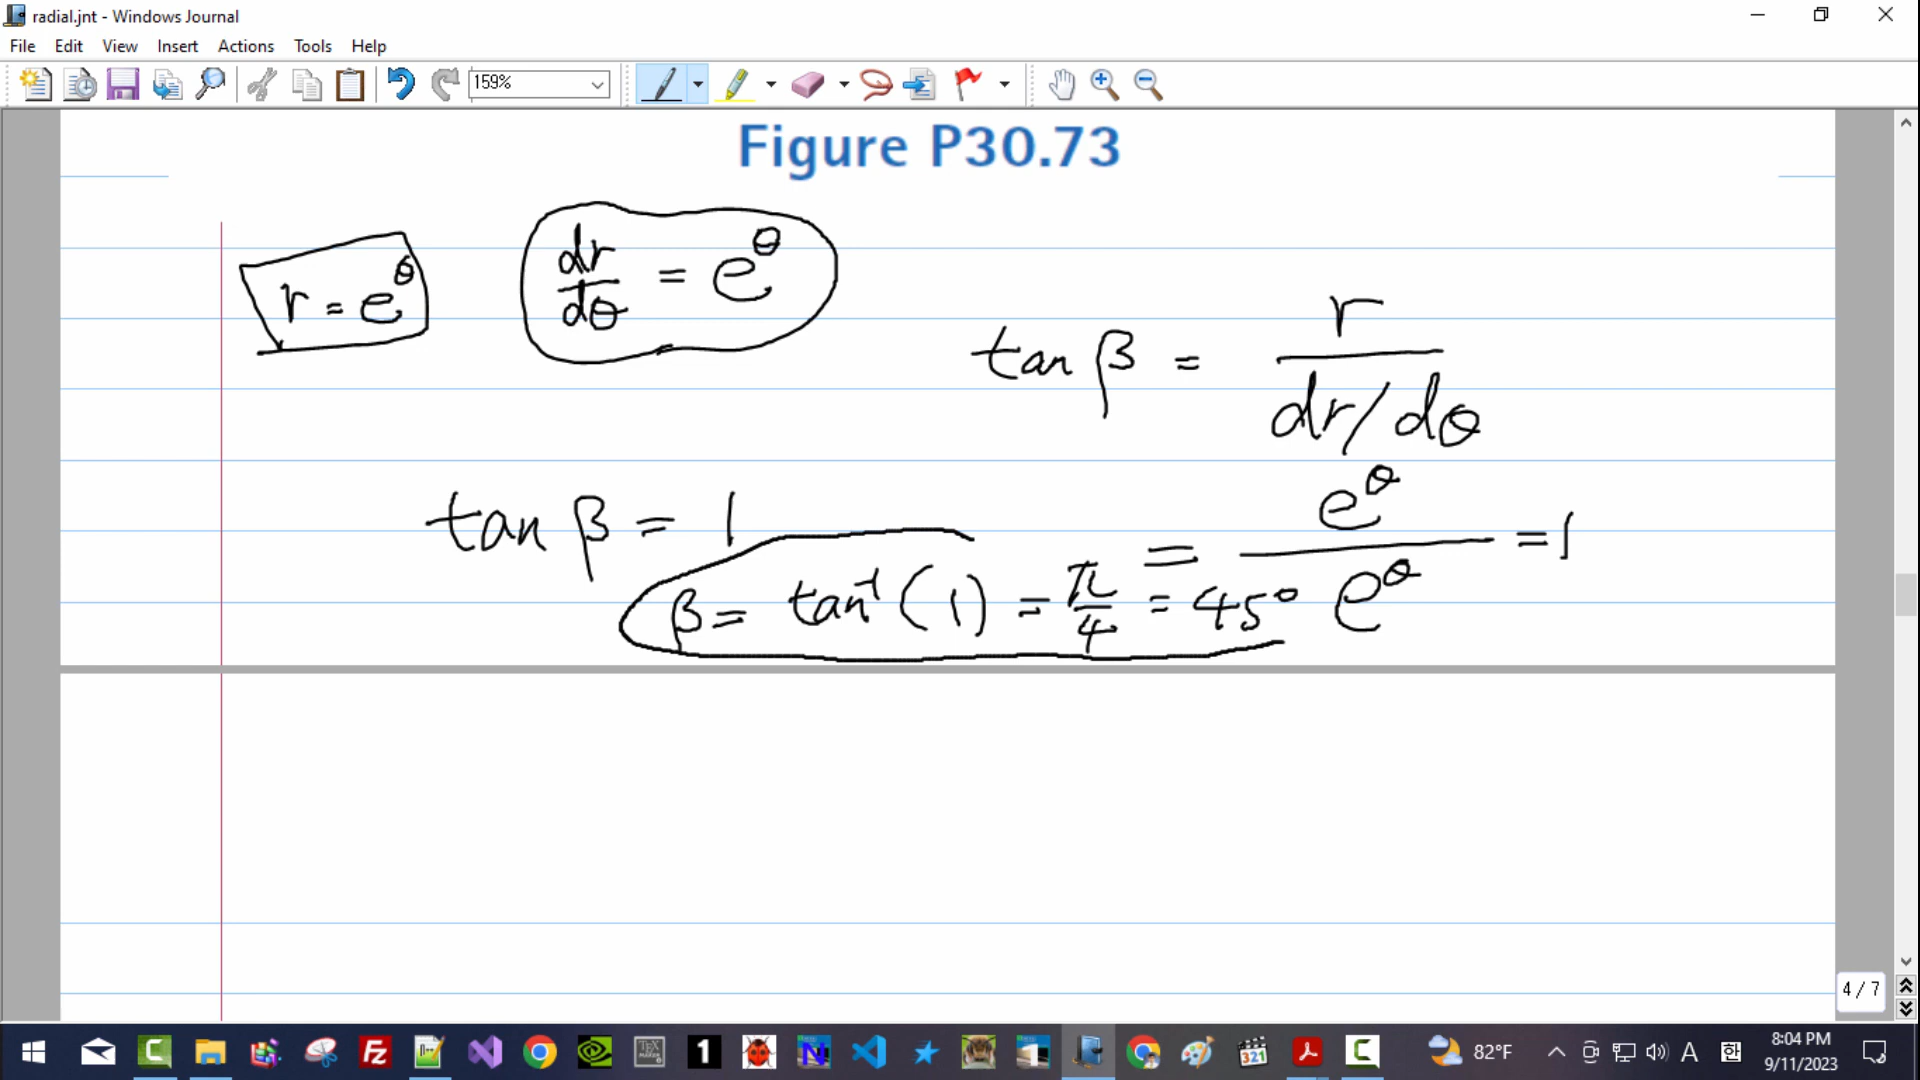 radial.jnt - Windows Journal
File Edit View Insert Actions Tools Help
159%
Figure P30.73
r = e^θ
dr/dθ = e^θ
tan β = r / (dr/dθ)
= e^θ / e^θ = 1
tan β = 1
β = tan⁻¹(1) = π/4 = 45°
4 / 7
82°F
A
한
8:04 PM
9/11/2023